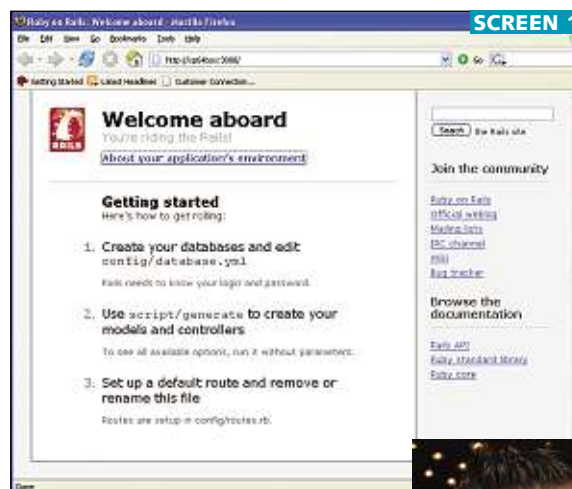 Ruby on Rails: Welcome aboard - Mozilla Firefox
SCREEN 1
File Edit View Go Bookmarks Tools Help
Go
Getting Started Latest Headlines Customer Connection...
RAILS
Welcome aboard
You're riding the Rails!
About your application's environment
Getting started
Here's how to get rolling:
1. Create your databases and edit
config/database.yml
Rails needs to know your login and password.
2. Use script/generate to create your
models and controllers
To see all available options, run it without parameters.
3. Set up a default route and remove or
rename this file
Routes are setup in config/routes.rb.
Search the Rails site
Join the community
Ruby on Rails
Official weblog
Mailing lists
IRC channel
Wiki
Bug tracker
Browse the
documentation
Rails API
Ruby standard library
Ruby core
Done